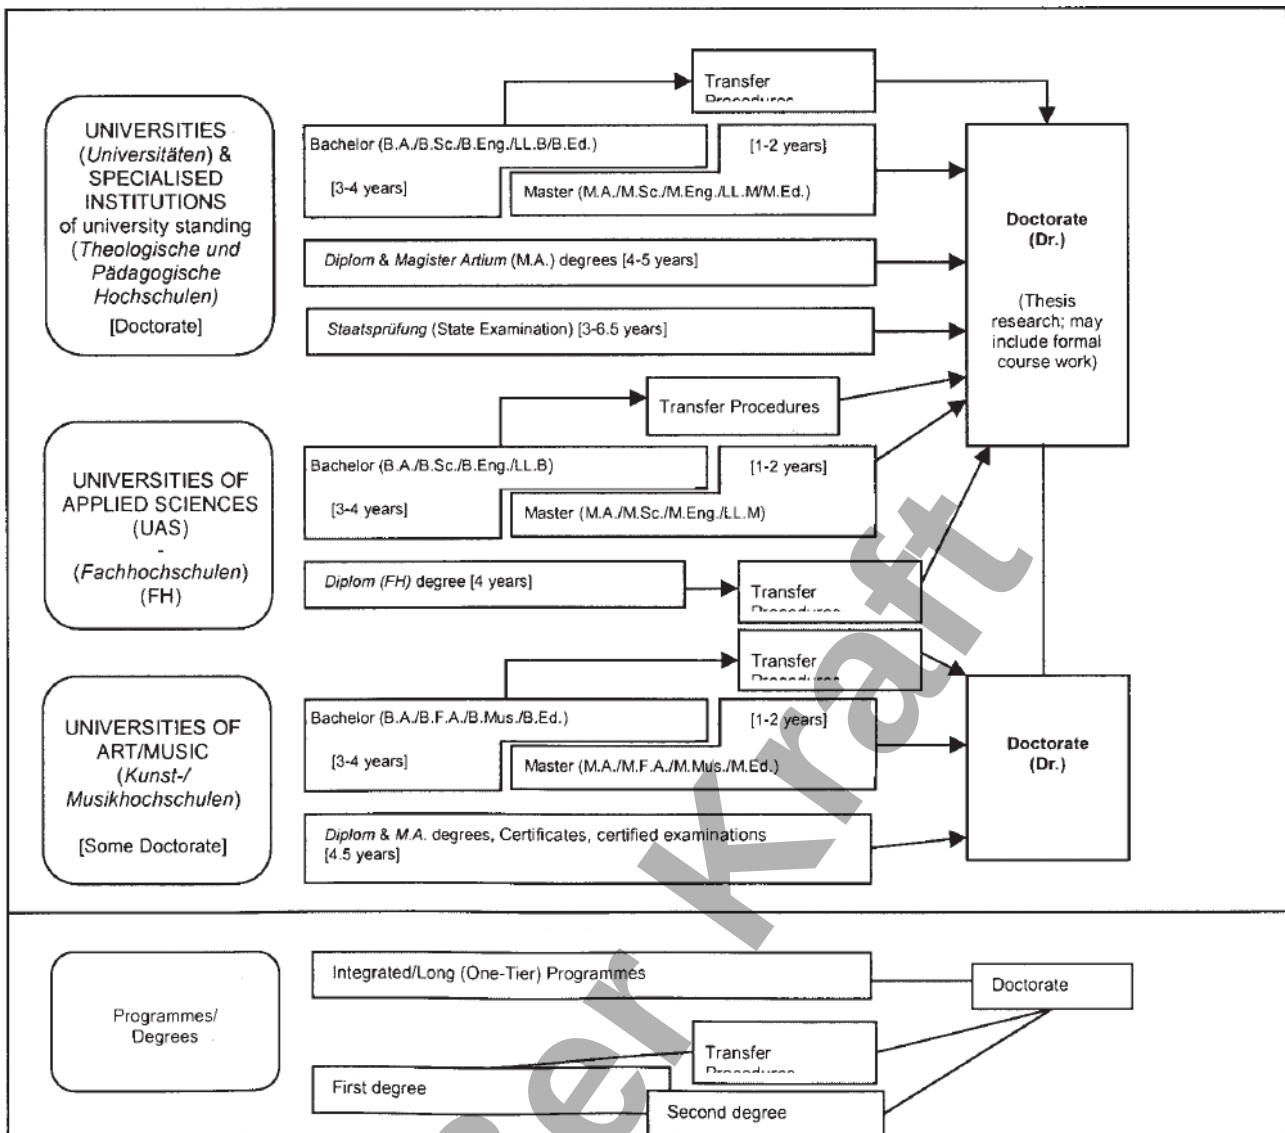 Transfer
Procedures
UNIVERSITIES
(Universitäten) &
SPECIALISED
INSTITUTIONS
of university standing
(Theologische und
Pädagogische
Hochschulen)
[Doctorate]
Bachelor (B.A./B.Sc./B.Eng./LL.B/B.Ed.)
[3-4 years]
[1-2 years]
Master (M.A./M.Sc./M.Eng./LL.M/M.Ed.)
Diplom & Magister Artium (M.A.) degrees [4-5 years]
Staatsprüfung (State Examination) [3-6.5 years]
Doctorate
(Dr.)
(Thesis
research; may
include formal
course work)
Transfer Procedures
UNIVERSITIES OF
APPLIED SCIENCES
(UAS)
-
(Fachhochschulen)
(FH)
Bachelor (B.A./B.Sc./B.Eng./LL.B)
[3-4 years]
[1-2 years]
Master (M.A./M.Sc./M.Eng./LL.M)
Diplom (FH) degree [4 years]
Transfer
Procedures
Transfer
Procedures
UNIVERSITIES OF
ART/MUSIC
(Kunst-/
Musikhochschulen)
[Some Doctorate]
Bachelor (B.A./B.F.A./B.Mus./B.Ed.)
[3-4 years]
[1-2 years]
Master (M.A./M.F.A./M.Mus./M.Ed.)
Diplom & M.A. degrees, Certificates, certified examinations
[4.5 years]
Doctorate
(Dr.)
Programmes/
Degrees
Integrated/Long (One-Tier) Programmes
Doctorate
Transfer
Procedures
First degree
Second degree
er Kraft